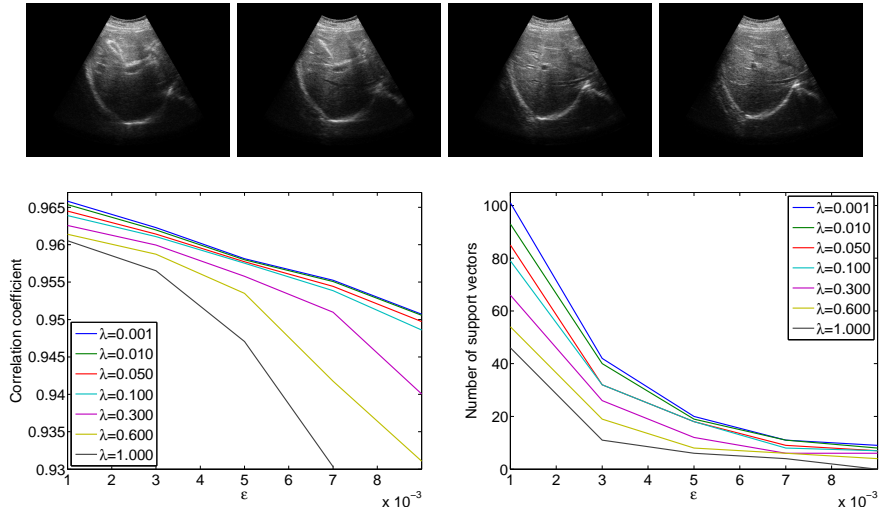 0.965
0.96
0.955
0.95
0.945
0.94
0.935
0.93
Correlation coefficient
λ=0.001
λ=0.010
λ=0.050
λ=0.100
λ=0.300
λ=0.600
λ=1.000
1 2 3 4 5 6 7 8
ε
x 10⁻³
100
80
60
40
20
0
Number of support vectors
λ=0.001
λ=0.010
λ=0.050
λ=0.100
λ=0.300
λ=0.600
λ=1.000
1 2 3 4 5 6 7 8
ε
x 10⁻³